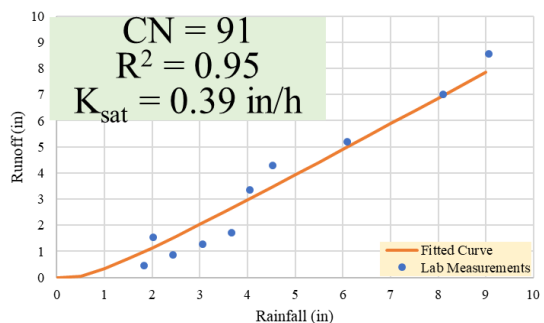 10
9
8
7
6
5
4
3
2
1
0
Runoff (in)
CN = 91
R² = 0.95
Kₛₐₜ = 0.39 in/h
Fitted Curve
Lab Measurements
0 1 2 3 4 5 6 7 8 9 10
Rainfall (in)